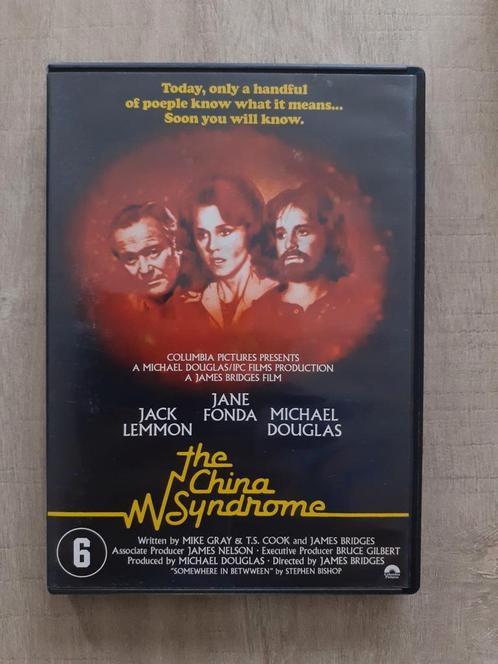 Today, only a handful
of poeple know what it means...
Soon you will know.
COLUMBIA PICTURES PRESENTS
A MICHAEL DOUGLAS/IPC FILMS PRODUCTION
A JAMES BRIDGES FILM
JACK LEMMON
JANE FONDA
MICHAEL DOUGLAS
the
China
Syndrome
6
Written by MIKE GRAY & T.S. COOK and JAMES BRIDGES
Associate Producer JAMES NELSON · Executive Producer BRUCE GILBERT
Produced by MICHAEL DOUGLAS · Directed by JAMES BRIDGES
"SOMEWHERE IN BETWWEEN" by STEPHEN BISHOP
Columbia
Pictures